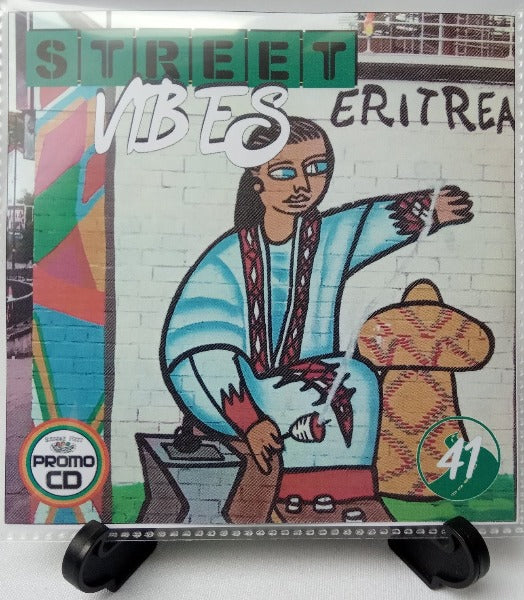 STREET
VIBES
ERITREA
PROMO
CD
41